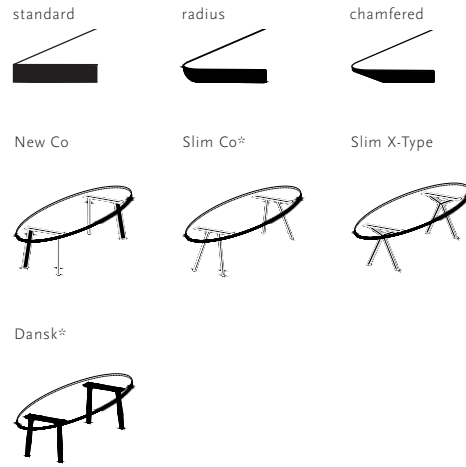 standard
radius
chamfered
New Co
Slim Co*
Slim X-Type
Dansk*